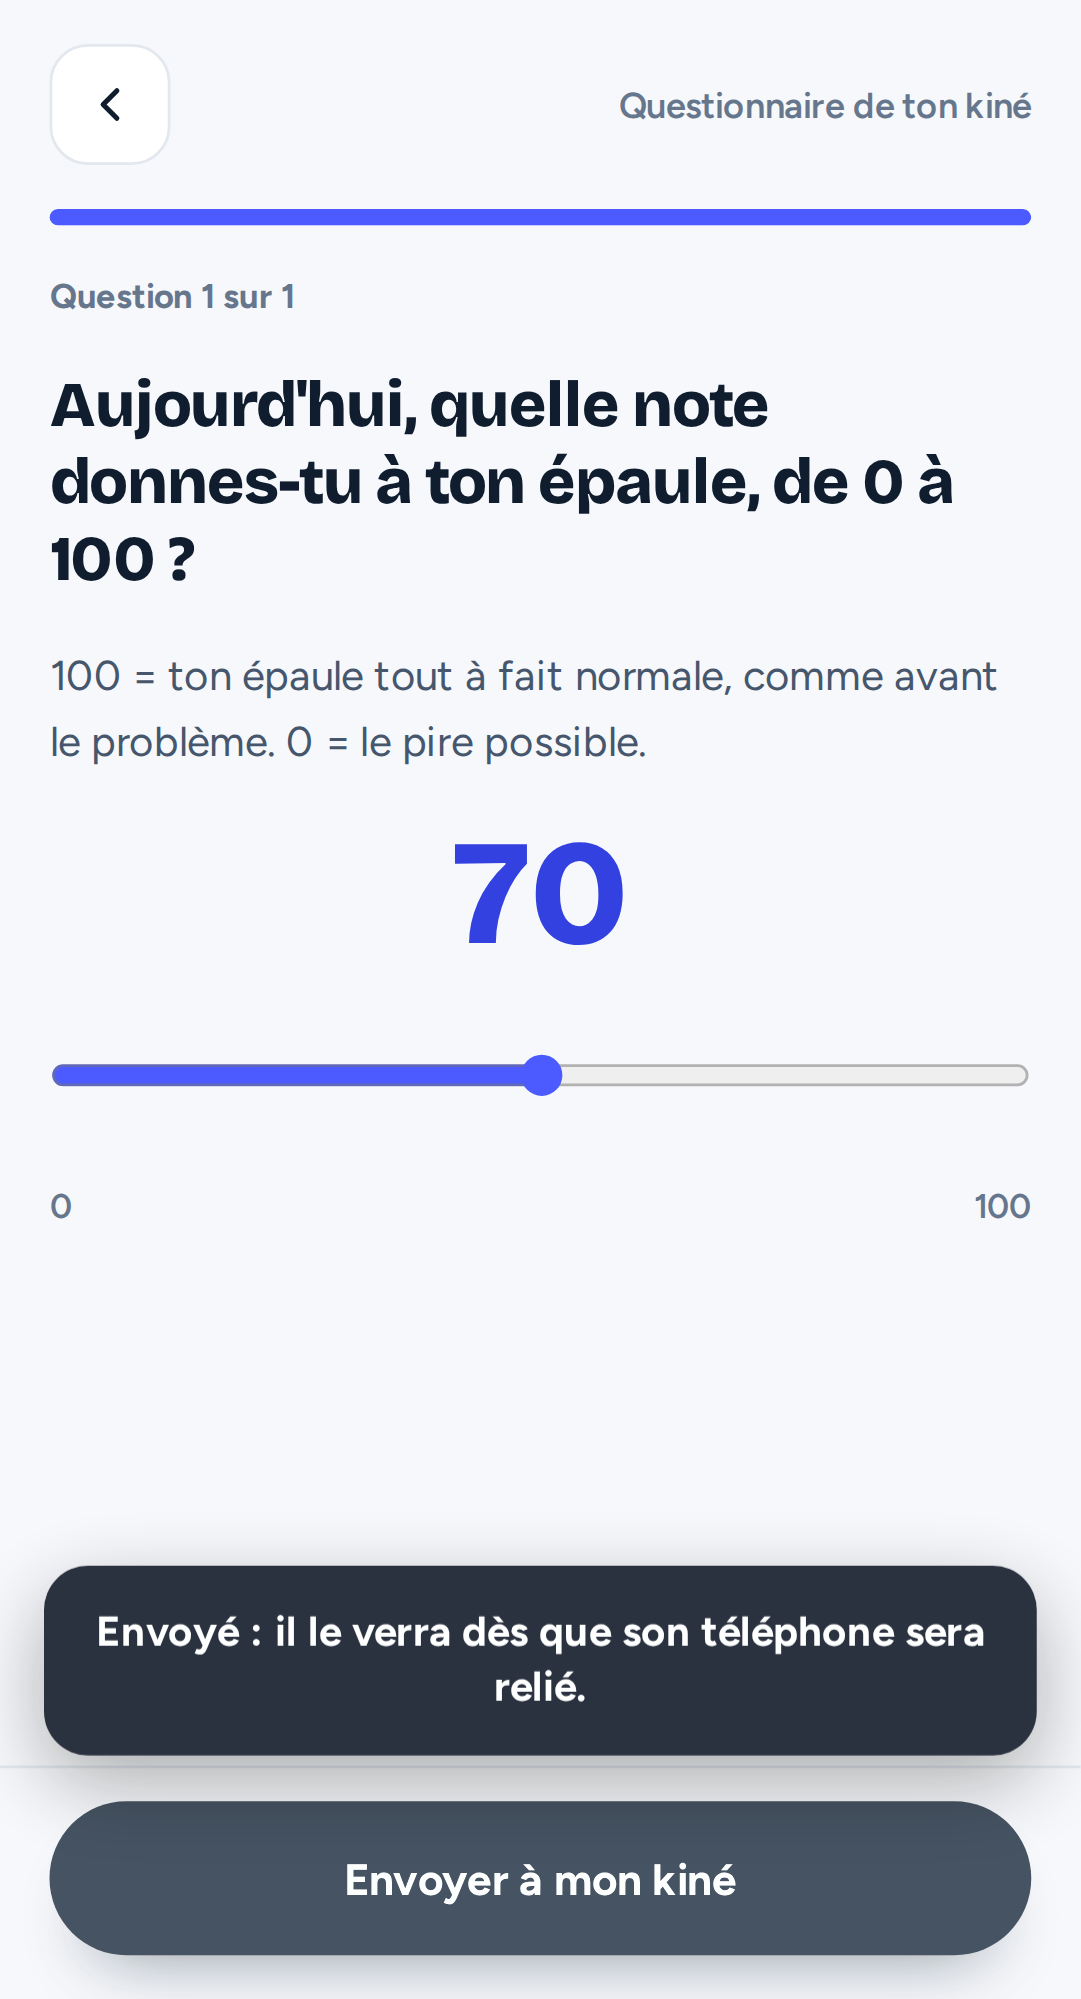 Questionnaire de ton kiné
Question 1 sur 1
Aujourd'hui, quelle note
donnes-tu à ton épaule, de 0 à
100 ?
100 = ton épaule tout à fait normale, comme avant
le problème. 0 = le pire possible.
70
0
100
Envoyé : il le verra dès que son téléphone sera
relié.
Envoyer à mon kiné